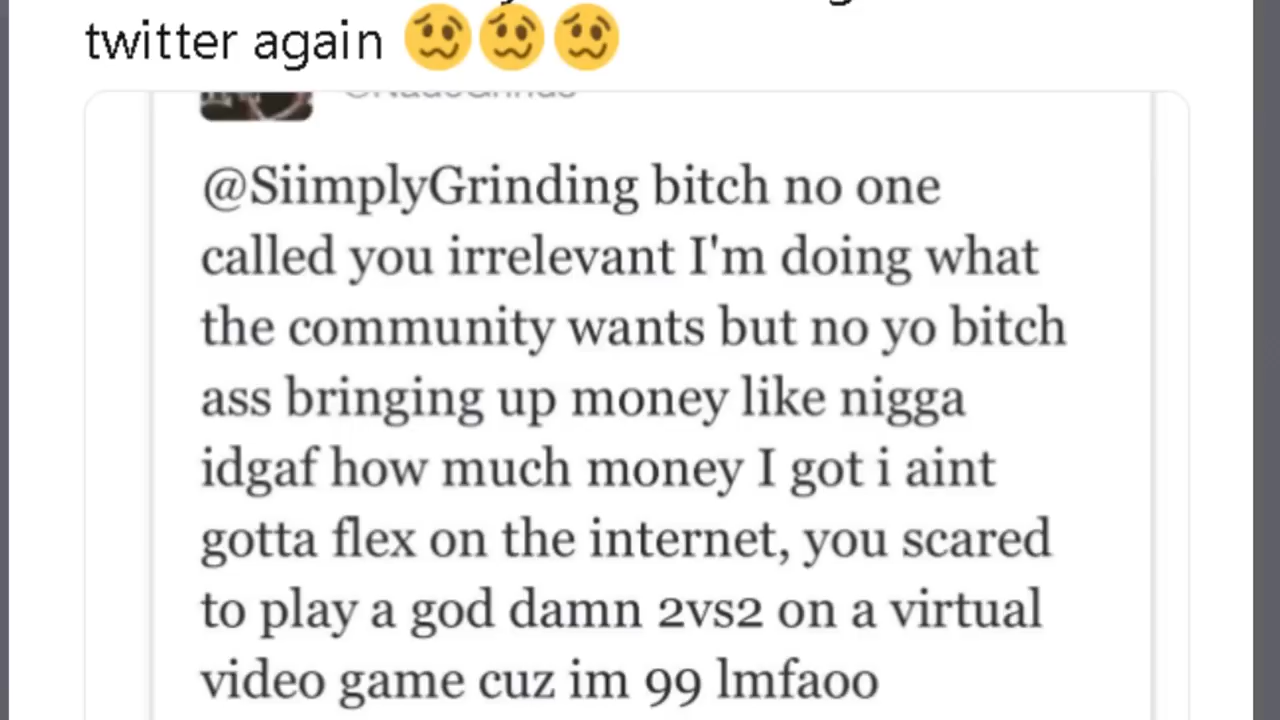 twitter again 🥴🥴🥴
@SiimplyGrinding bitch no one
called you irrelevant I'm doing what
the community wants but no yo bitch
ass bringing up money like nigga
idgaf how much money I got i aint
gotta flex on the internet, you scared
to play a god damn 2vs2 on a virtual
video game cuz im 99 lmfaoo